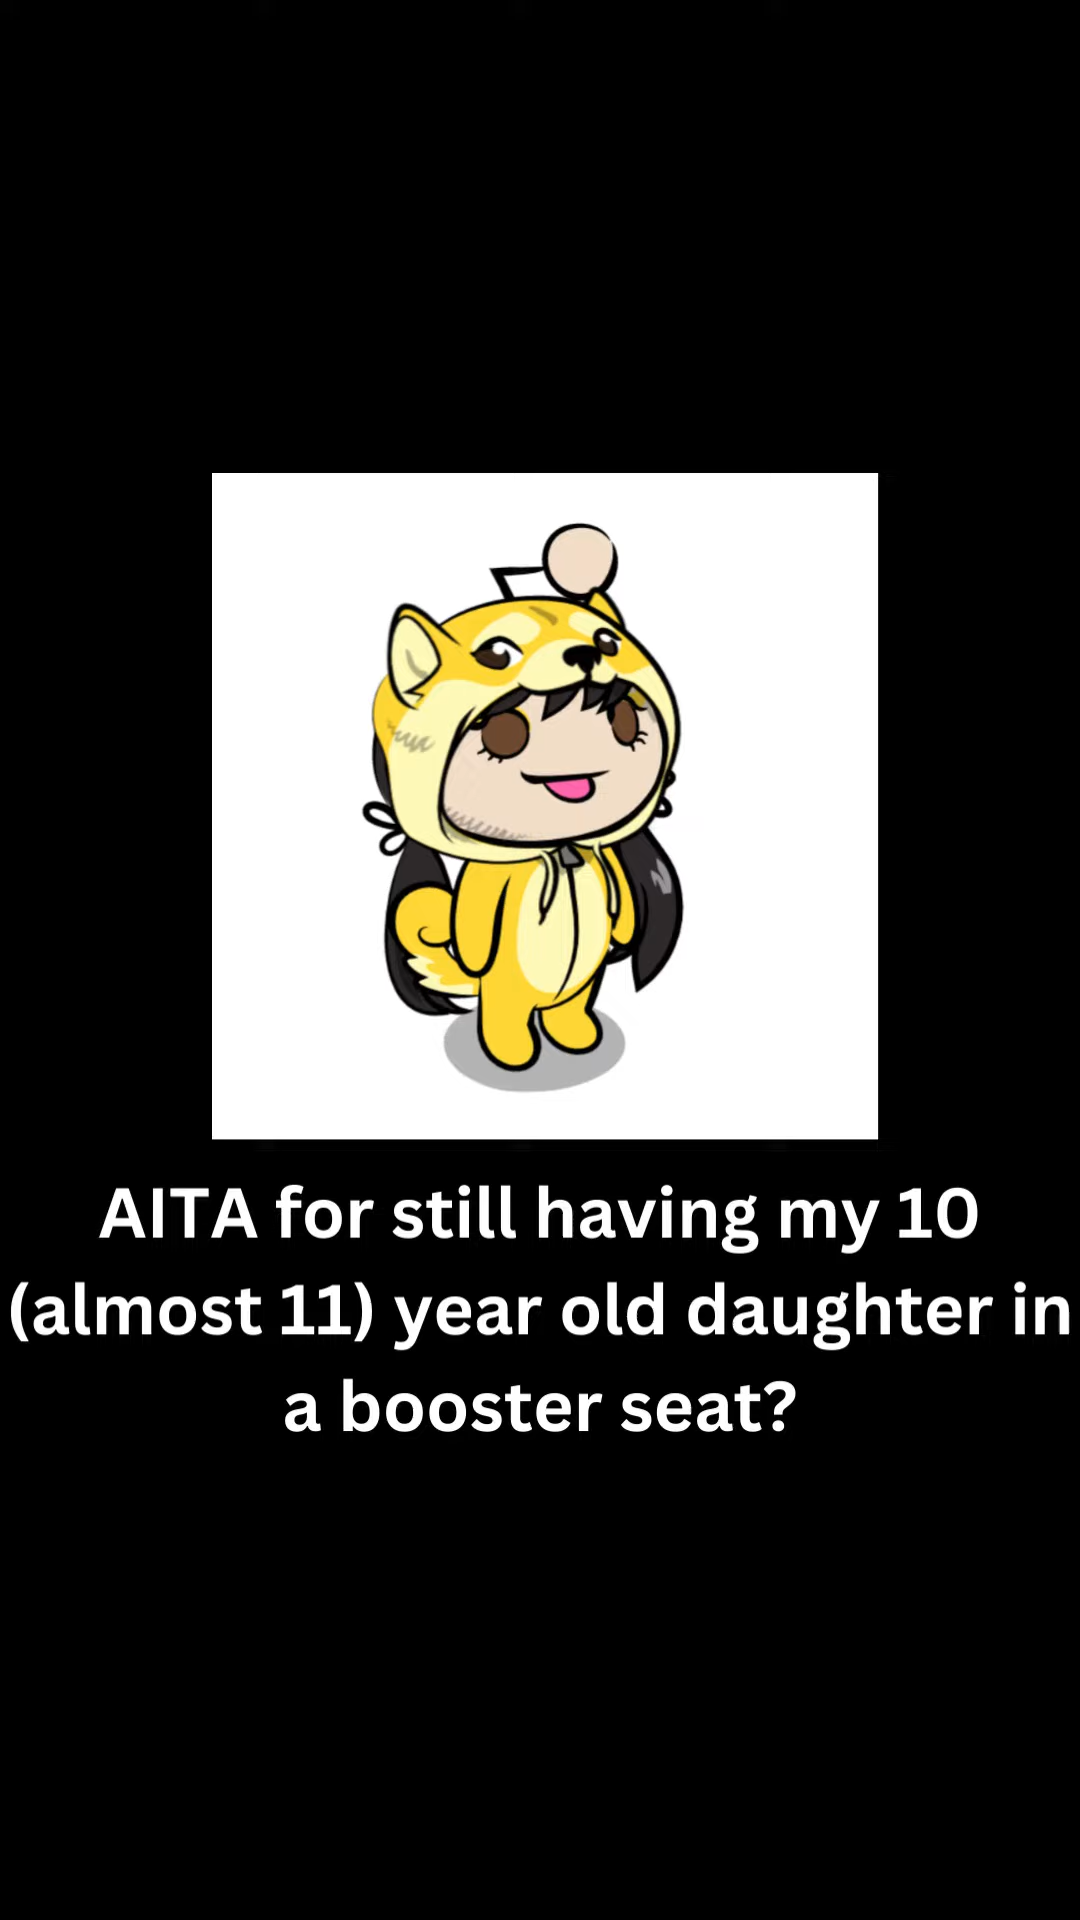 AITA for still having my 10
(almost 11) year old daughter in
a booster seat?